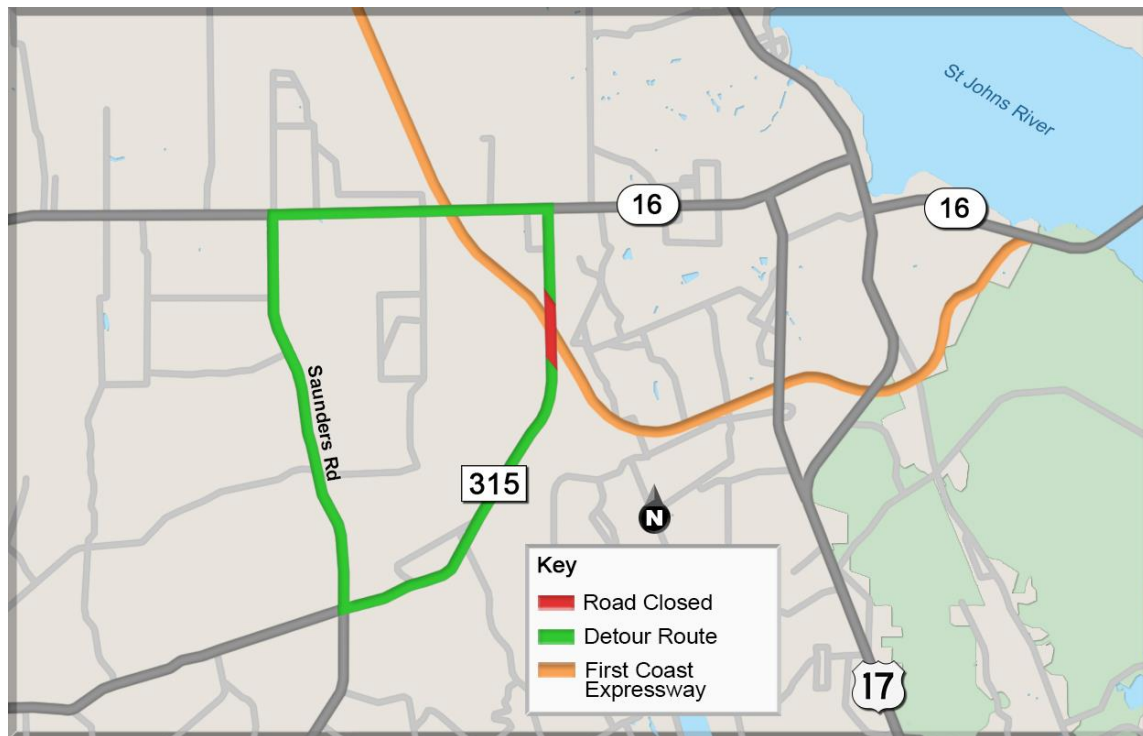 St Johns River
16
16
Saunders Rd
315
N
Key
Road Closed
Detour Route
First Coast
Expressway
17